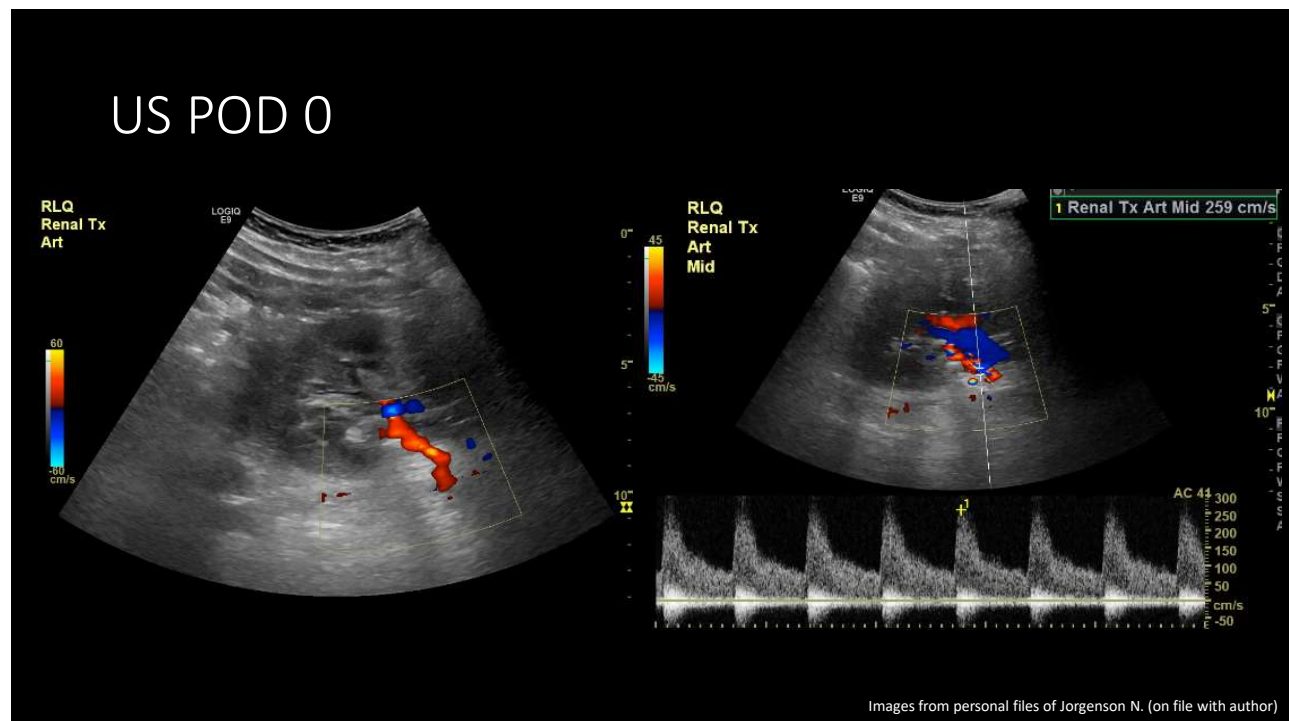 US POD 0
RLQ
Renal Tx
Art
LOGIQ
E9
60
-60
cm/s
0
5
10
45
-45
cm/s
RLQ
Renal Tx
Art
Mid
E9
1 Renal Tx Art Mid 259 cm/s
5
10
1
AC 41
300
250
200
150
100
50
cm/s
-50
Images from personal files of Jorgenson N. (on file with author)